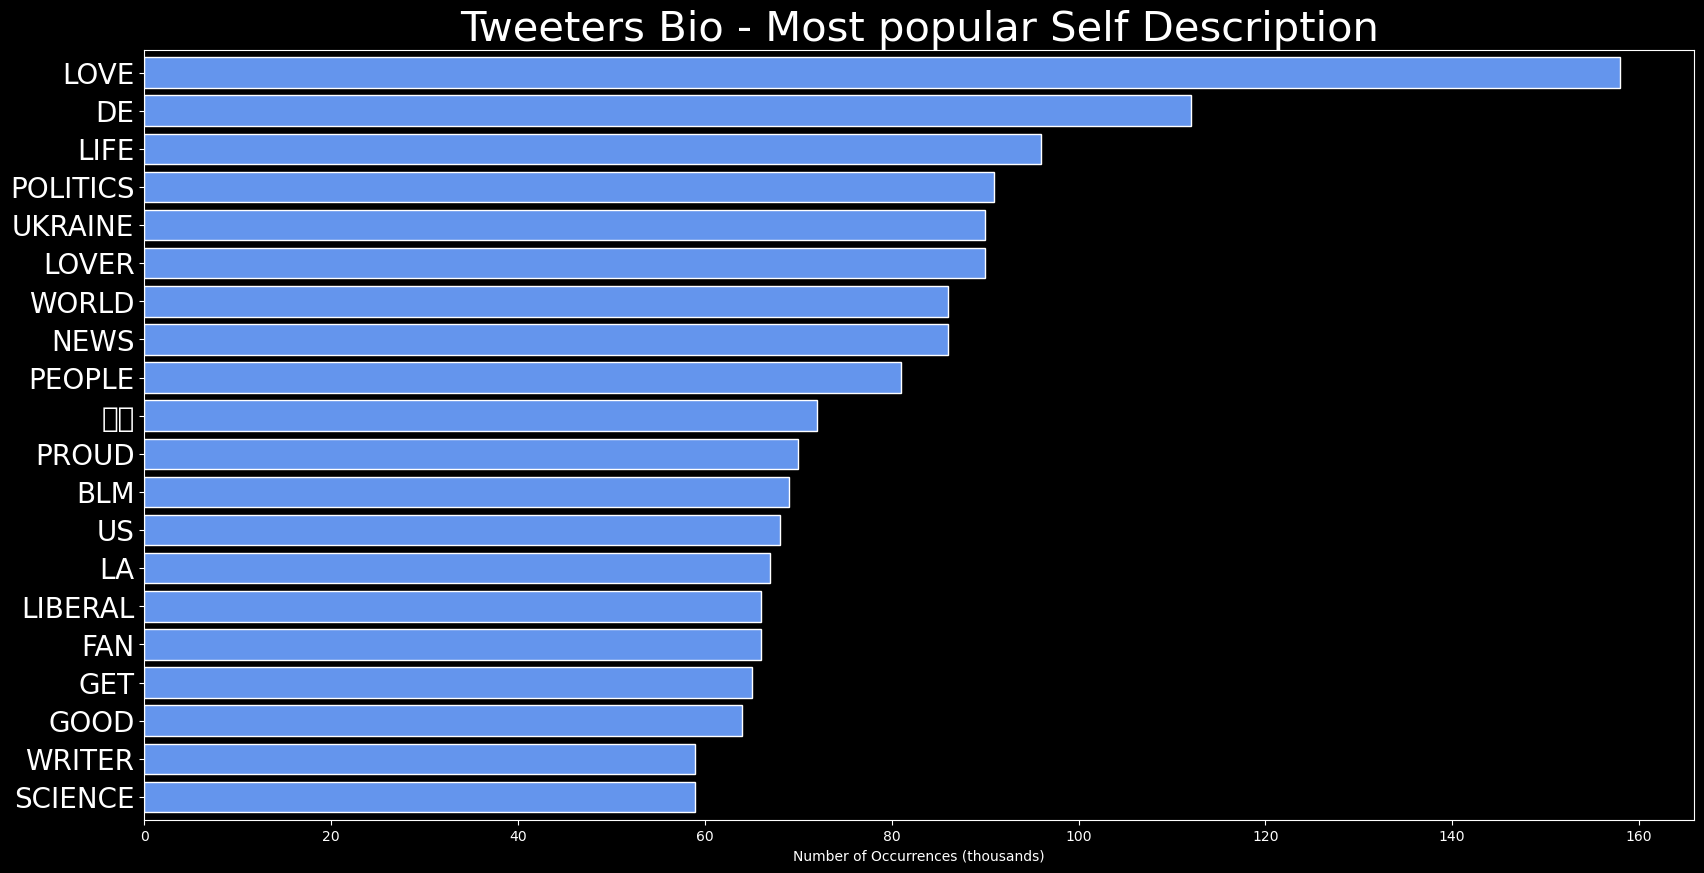 Tweeters Bio - Most popular Self Description
LOVE
DE
LIFE
POLITICS
UKRAINE
LOVER
WORLD
NEWS
PEOPLE
PROUD
BLM
US
LA
LIBERAL
FAN
GET
GOOD
WRITER
SCIENCE
0 20 40 60 80 100 120 140 160
Number of Occurrences (thousands)